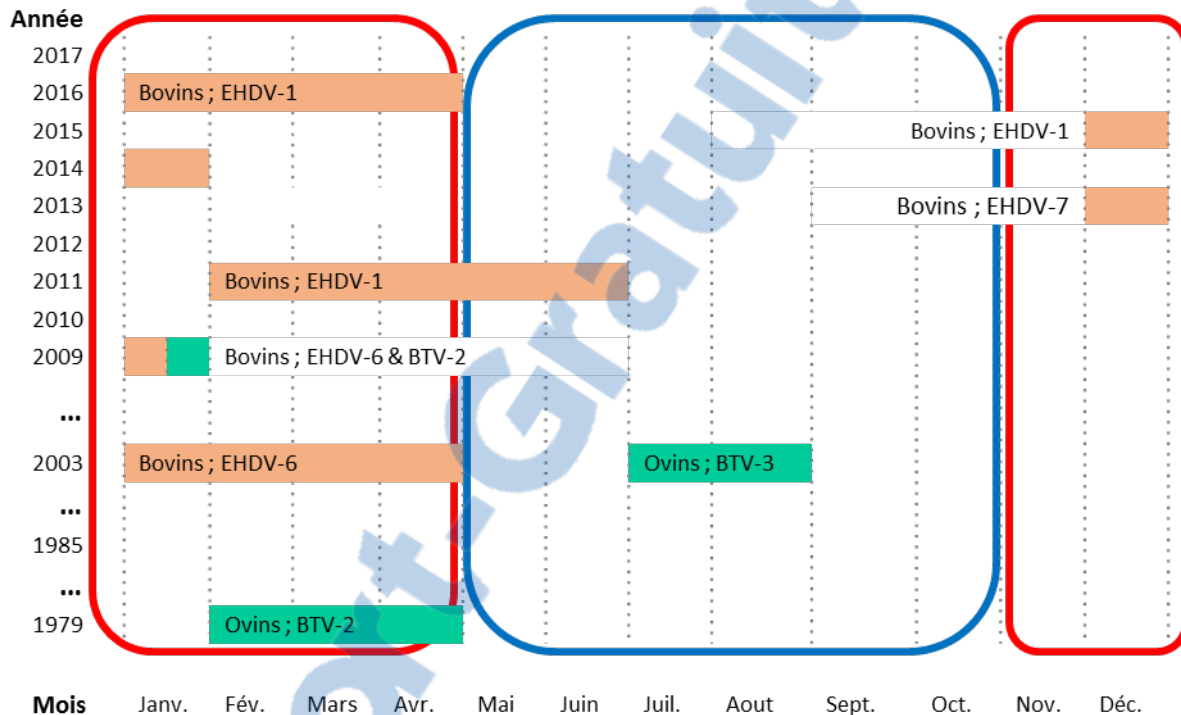 Année
2017
2016 Bovins ; EHDV-1
2015 Bovins ; EHDV-1
2014
2013 Bovins ; EHDV-7
2012
2011 Bovins ; EHDV-1
2010
2009 Bovins ; EHDV-6 & BTV-2
...
2003 Bovins ; EHDV-6 Ovins ; BTV-3
...
1985
...
1979 Ovins ; BTV-2
Mois Janv. Fév. Mars Avr. Mai Juin Juil. Aout Sept. Oct. Nov. Déc.
art-Gratuit